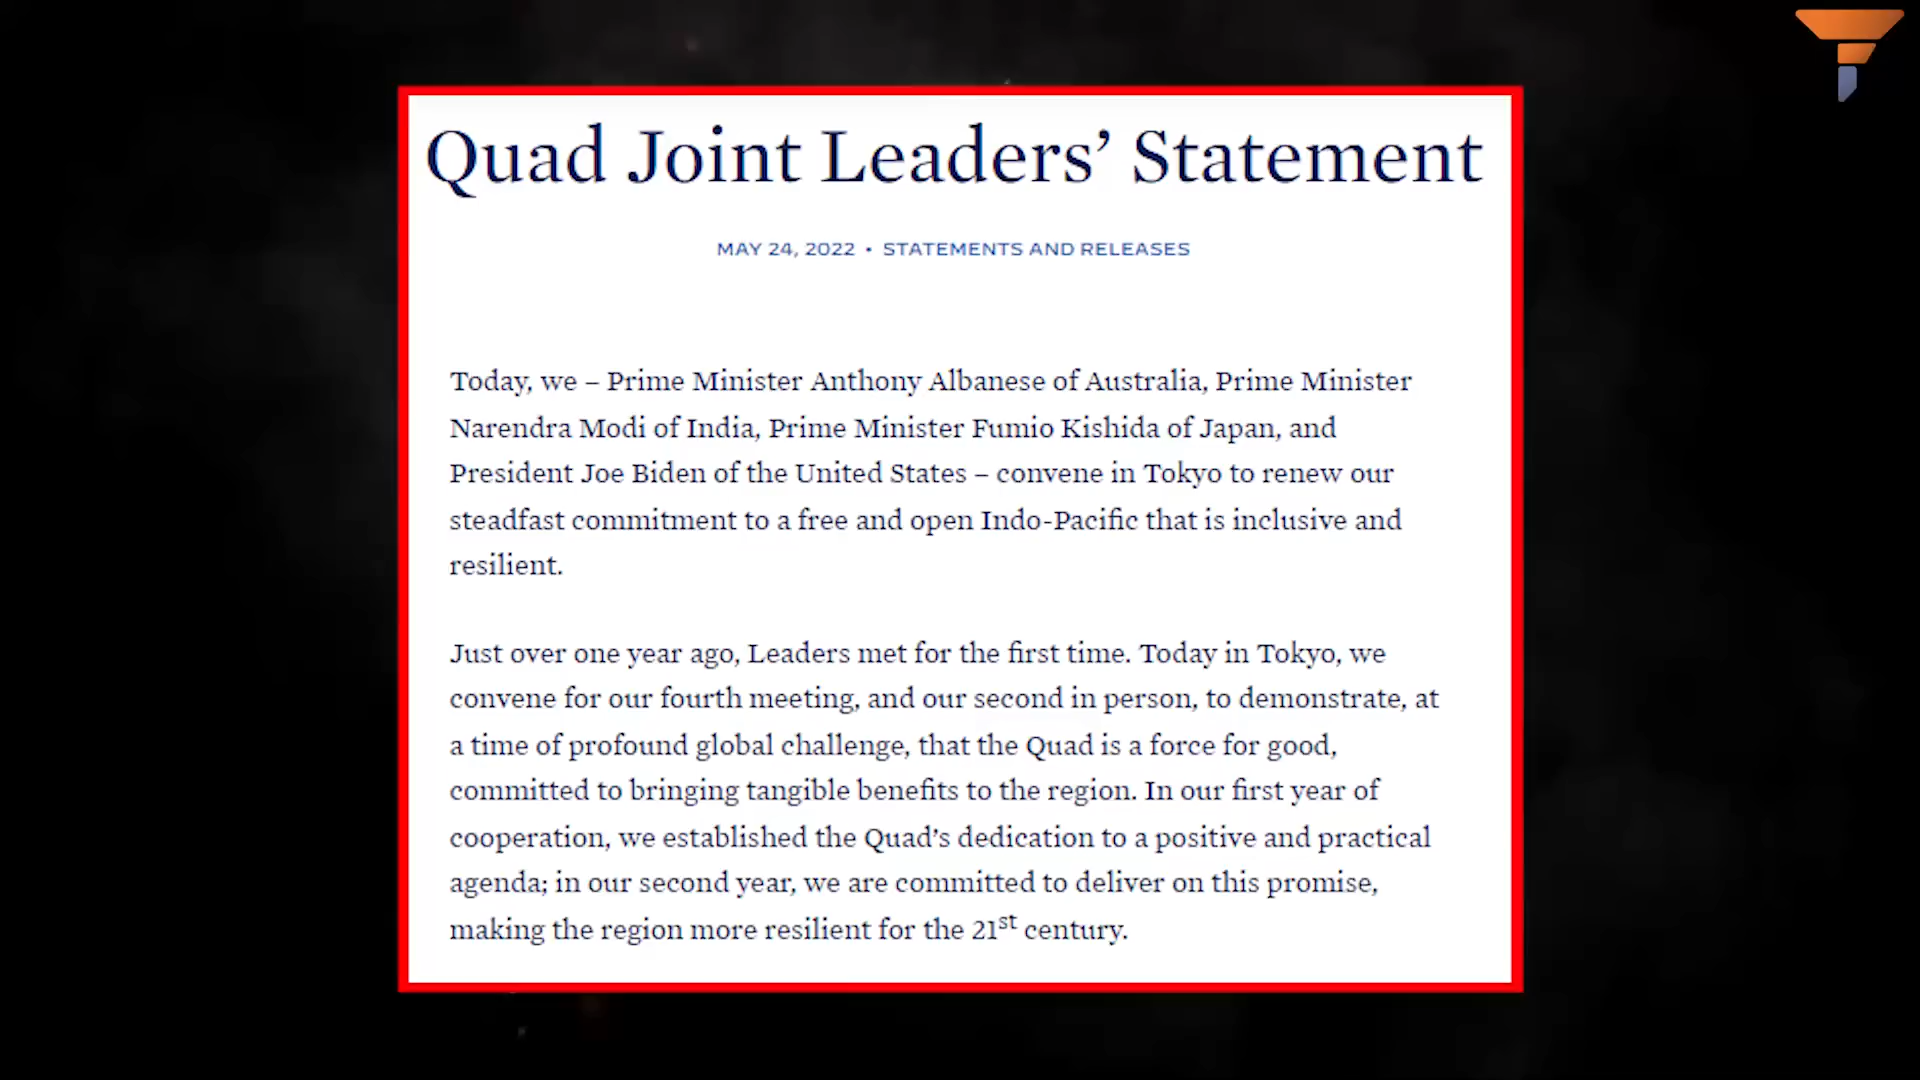 Quad Joint Leaders’ Statement
MAY 24, 2022 • STATEMENTS AND RELEASES
Today, we – Prime Minister Anthony Albanese of Australia, Prime Minister
Narendra Modi of India, Prime Minister Fumio Kishida of Japan, and
President Joe Biden of the United States – convene in Tokyo to renew our
steadfast commitment to a free and open Indo-Pacific that is inclusive and
resilient.
Just over one year ago, Leaders met for the first time. Today in Tokyo, we
convene for our fourth meeting, and our second in person, to demonstrate, at
a time of profound global challenge, that the Quad is a force for good,
committed to bringing tangible benefits to the region. In our first year of
cooperation, we established the Quad’s dedication to a positive and practical
agenda; in our second year, we are committed to deliver on this promise,
making the region more resilient for the 21st century.